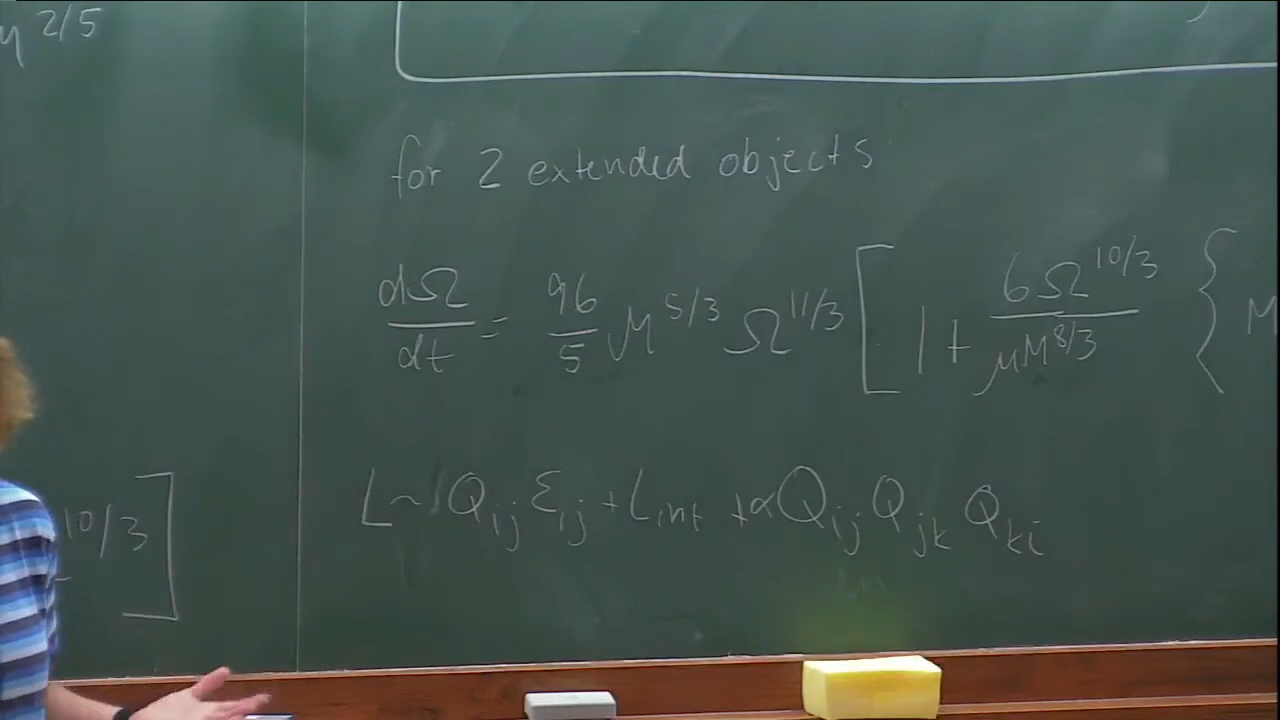 η 2/5
for 2 extended objects
dΩ/dt = 96/5 ℳ^5/3 Ω^11/3 [ 1 + 6Ω^10/3 / μM^8/3 { M
10/3 ]
L ~ Q_ij ε_ij + L_int + α Q_ij Q_jk Q_ki